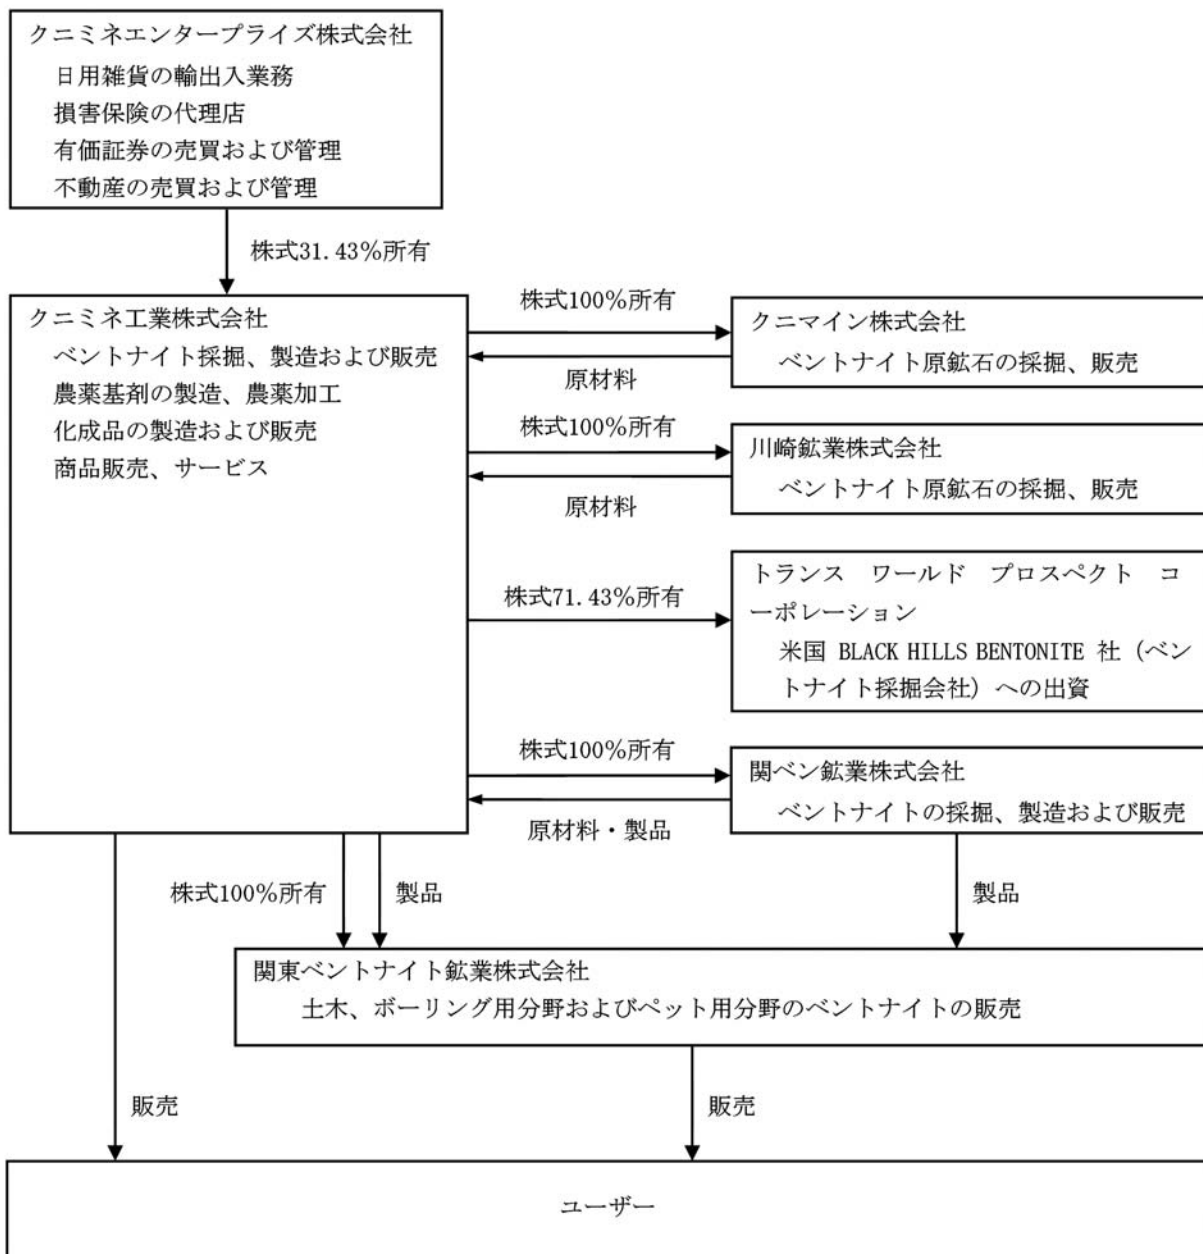 クニミネエンタープライズ株式会社
日用雑貨の輸出入業務
損害保険の代理店
有価証券の売買および管理
不動産の売買および管理
株式31.43%所有
クニミネ工業株式会社
ベントナイト採掘、製造および販売
農薬基剤の製造、農薬加工
化成品の製造および販売
商品販売、サービス
株式100%所有
原材料
クニマイン株式会社
ベントナイト原鉱石の採掘、販売
株式100%所有
原材料
川崎鉱業株式会社
ベントナイト原鉱石の採掘、販売
株式71.43%所有
トランス ワールド プロスペクト コ
ーポレーション
米国 BLACK HILLS BENTONITE 社（ベン
トナイト採掘会社）への出資
株式100%所有
原材料・製品
関ベン鉱業株式会社
ベントナイトの採掘、製造および販売
株式100%所有
製品
製品
関東ベントナイト鉱業株式会社
土木、ボーリング用分野およびペット用分野のベントナイトの販売
販売
販売
ユーザー